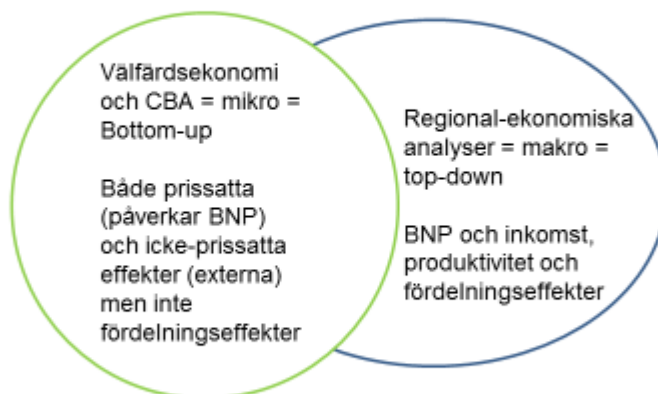 Välfärdsekonomi
och CBA = mikro =
Bottom-up
Både prissatta
(påverkar BNP)
och icke-prissatta
effekter (externa)
men inte
fördelningseffekter
Regional-ekonomiska
analyser = makro =
top-down
BNP och inkomst,
produktivitet och
fördelningseffekter